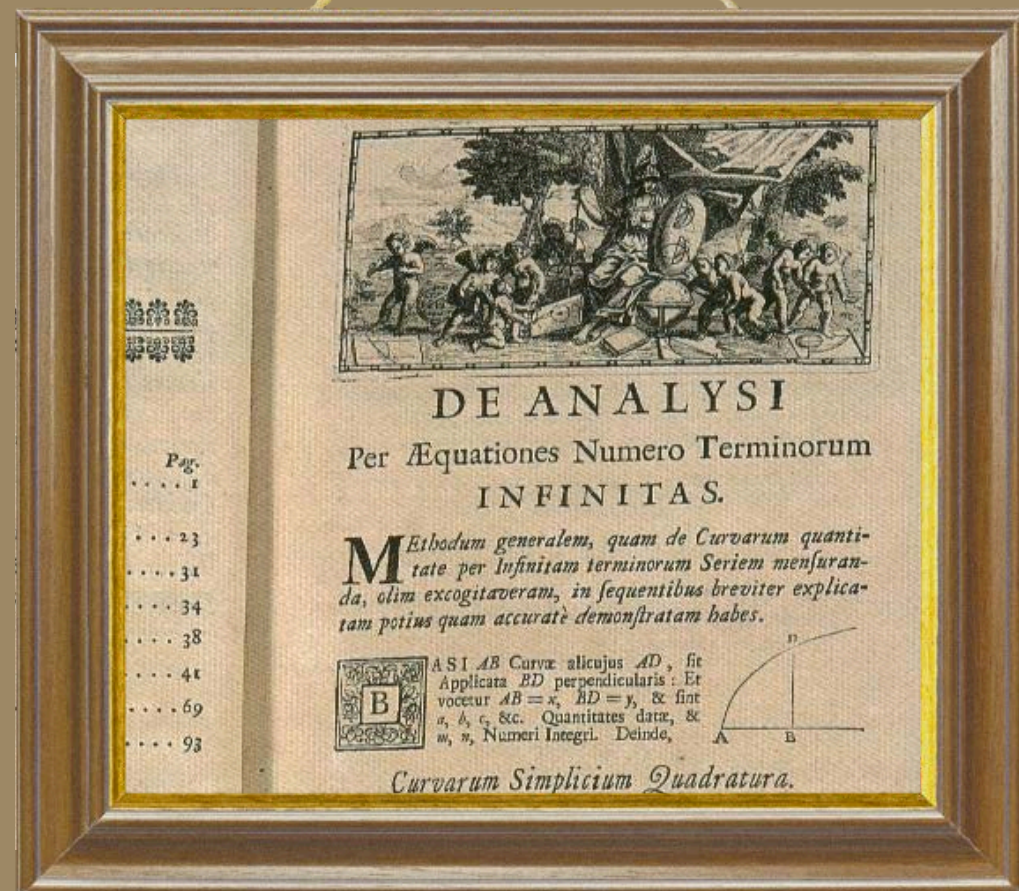 Pag.
. . . . 1
. . . 23
. . . . 31
. . . . 34
. . . . 38
. . . . 41
. . . . 69
. . . . 93
DE ANALYSI
Per Æquationes Numero Terminorum
INFINITAS.
MEthodum generalem, quam de Curvarum quanti-
tate per Infinitam terminorum Seriem menſuran-
da, olim excogitaveram, in ſequentibus breviter explica-
tam potius quam accuratè demonſtratam habes.
BASI AB Curvæ alicujus AD, ſit
Applicata BD perpendicularis : Et
vocetur AB = x, BD = y, & ſint
a, b, c, &c. Quantitates datæ, &
m, n, Numeri Integri. Deinde,
D
A B
Curvarum Simplicium Quadratura.